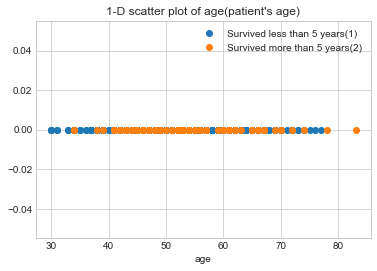 1-D scatter plot of age(patient's age)
Survived less than 5 years(1)
Survived more than 5 years(2)
0.04
0.02
0.00
−0.02
−0.04
30 40 50 60 70 80
age